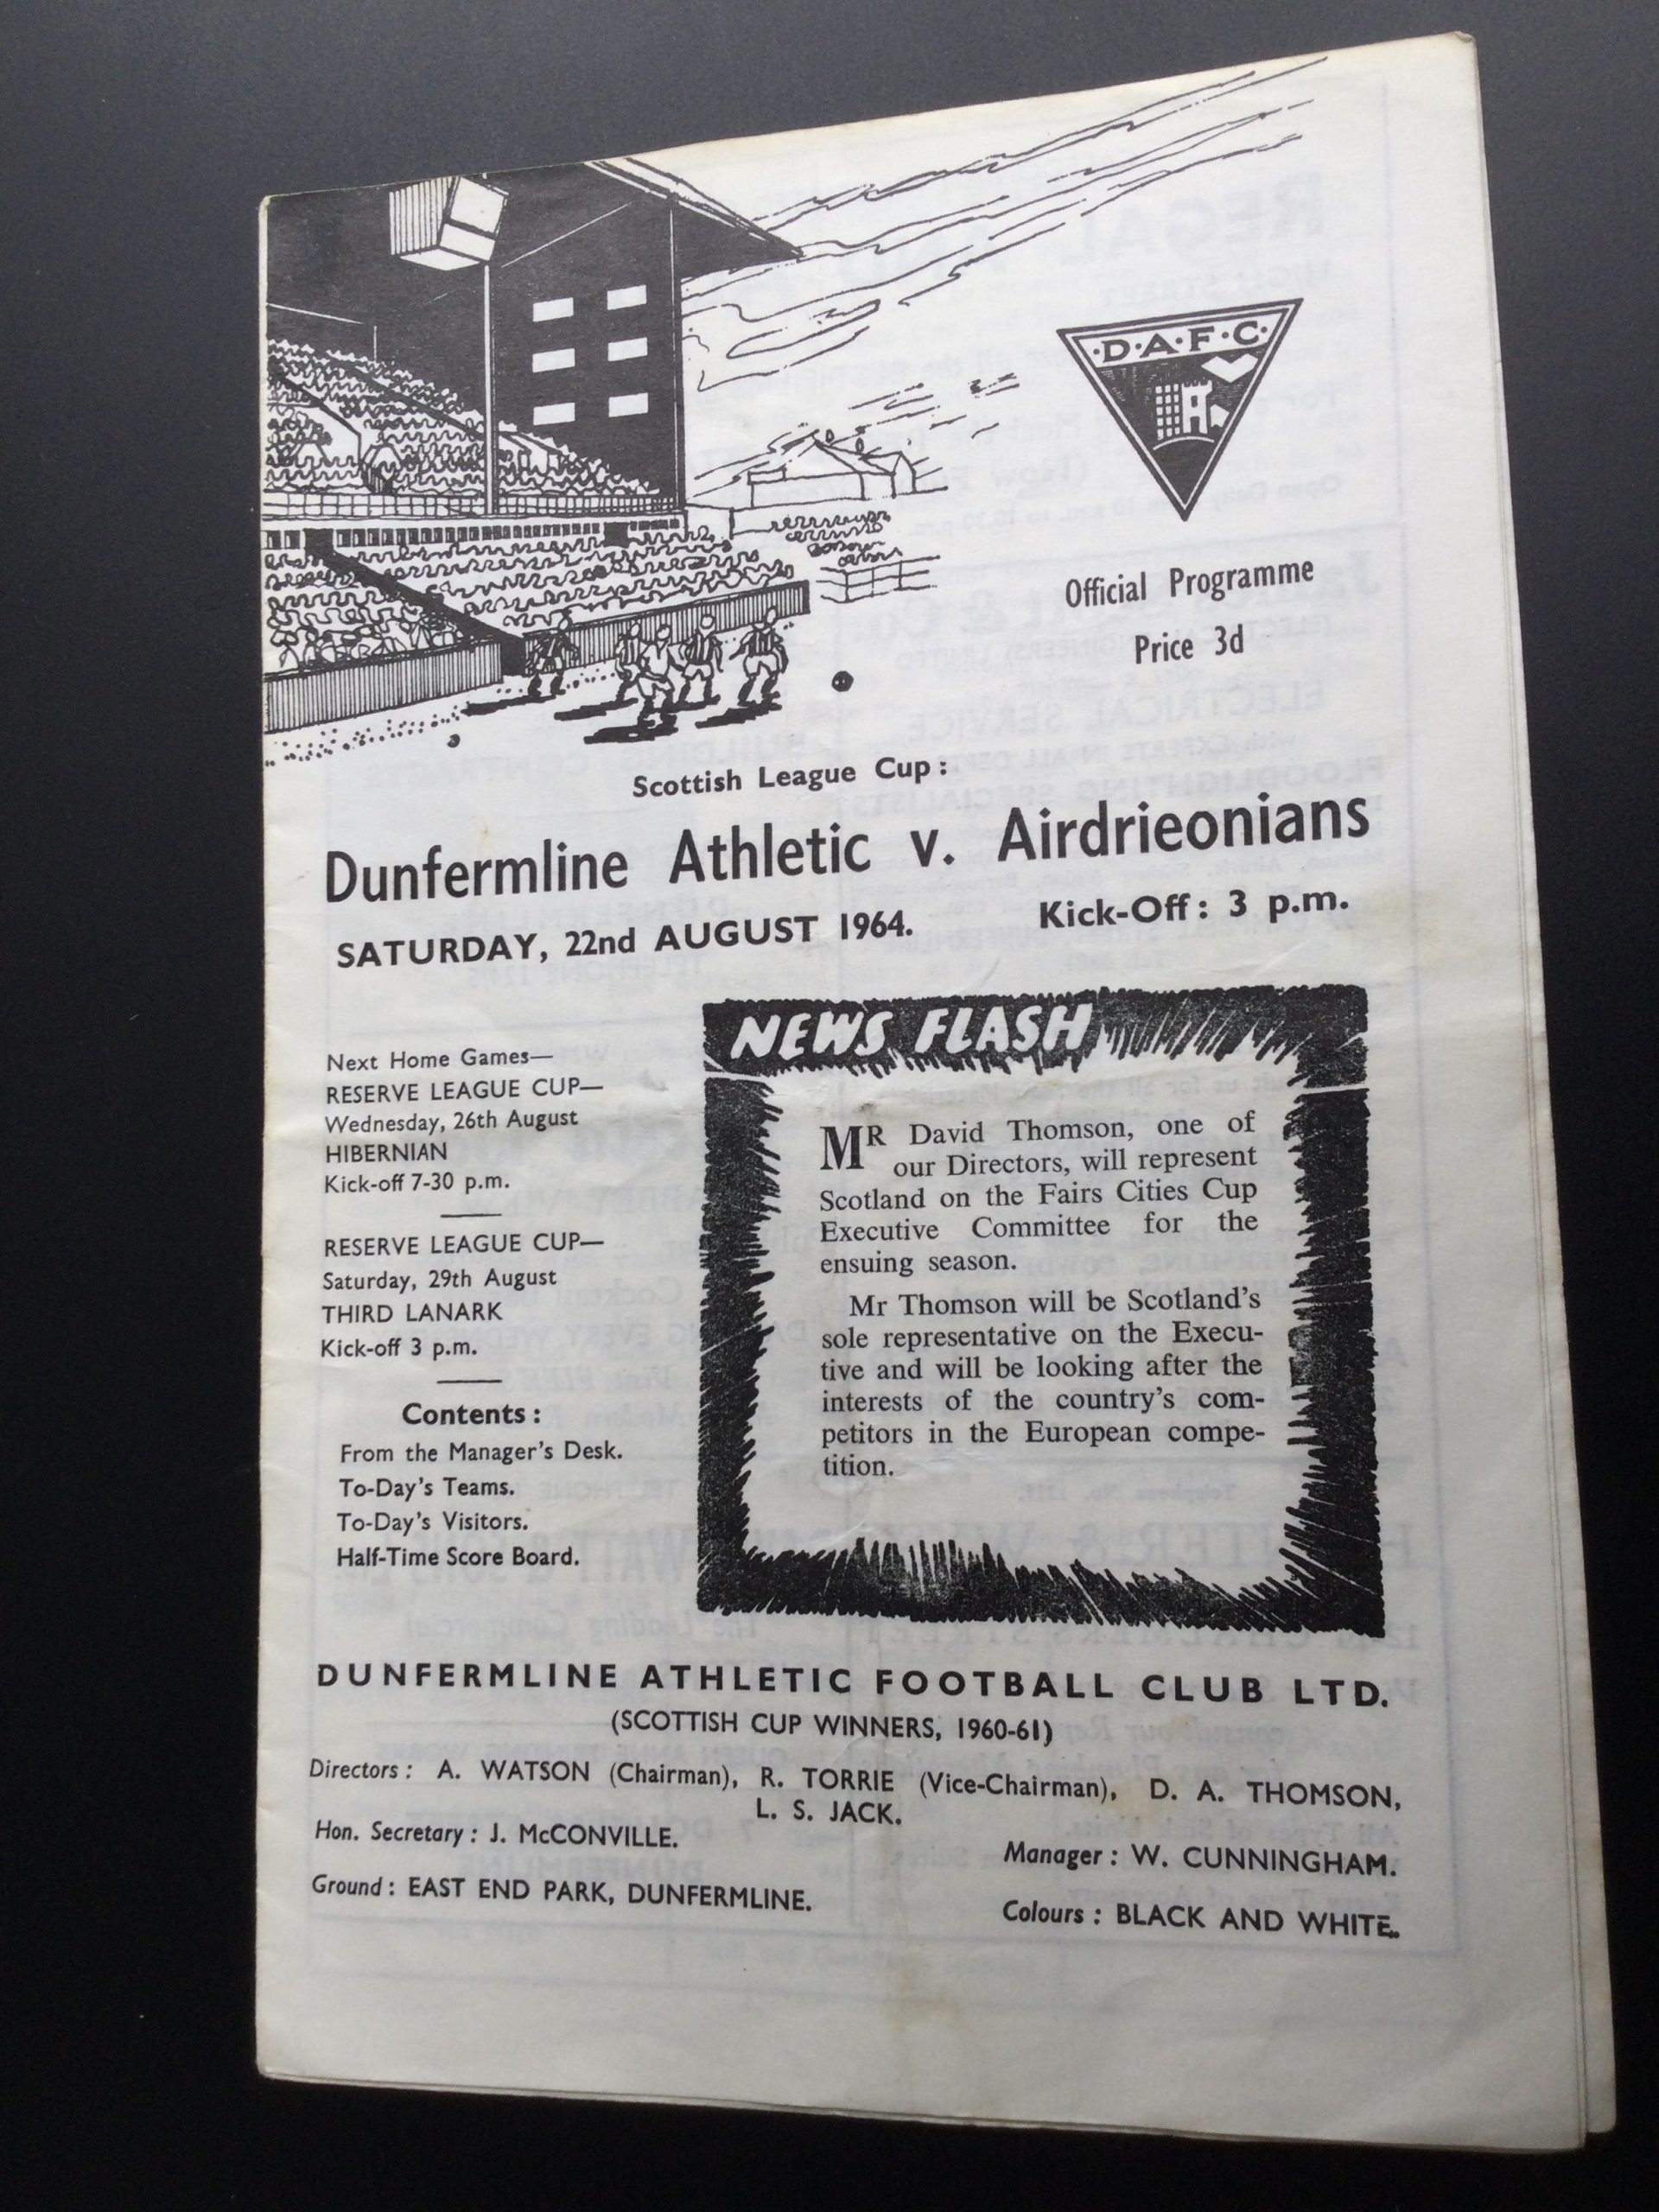 D·A·F·C·
Official Programme
Price 3d
Scottish League Cup:
Dunfermline Athletic v. Airdrieonians
SATURDAY, 22nd AUGUST 1964. Kick-Off: 3 p.m.
Next Home Games—
RESERVE LEAGUE CUP—
Wednesday, 26th August
HIBERNIAN
Kick-off 7-30 p.m.
RESERVE LEAGUE CUP—
Saturday, 29th August
THIRD LANARK
Kick-off 3 p.m.
Contents:
From the Manager's Desk.
To-Day's Teams.
To-Day's Visitors.
Half-Time Score Board.
NEWS FLASH
MR David Thomson, one of
our Directors, will represent
Scotland on the Fairs Cities Cup
Executive Committee for the
ensuing season.
Mr Thomson will be Scotland's
sole representative on the Execu-
tive and will be looking after the
interests of the country's com-
petitors in the European compe-
tition.
DUNFERMLINE ATHLETIC FOOTBALL CLUB LTD.
(SCOTTISH CUP WINNERS, 1960-61)
Directors: A. WATSON (Chairman), R. TORRIE (Vice-Chairman), D. A. THOMSON,
L. S. JACK.
Hon. Secretary: J. McCONVILLE. Manager: W. CUNNINGHAM.
Ground: EAST END PARK, DUNFERMLINE. Colours: BLACK AND WHITE.